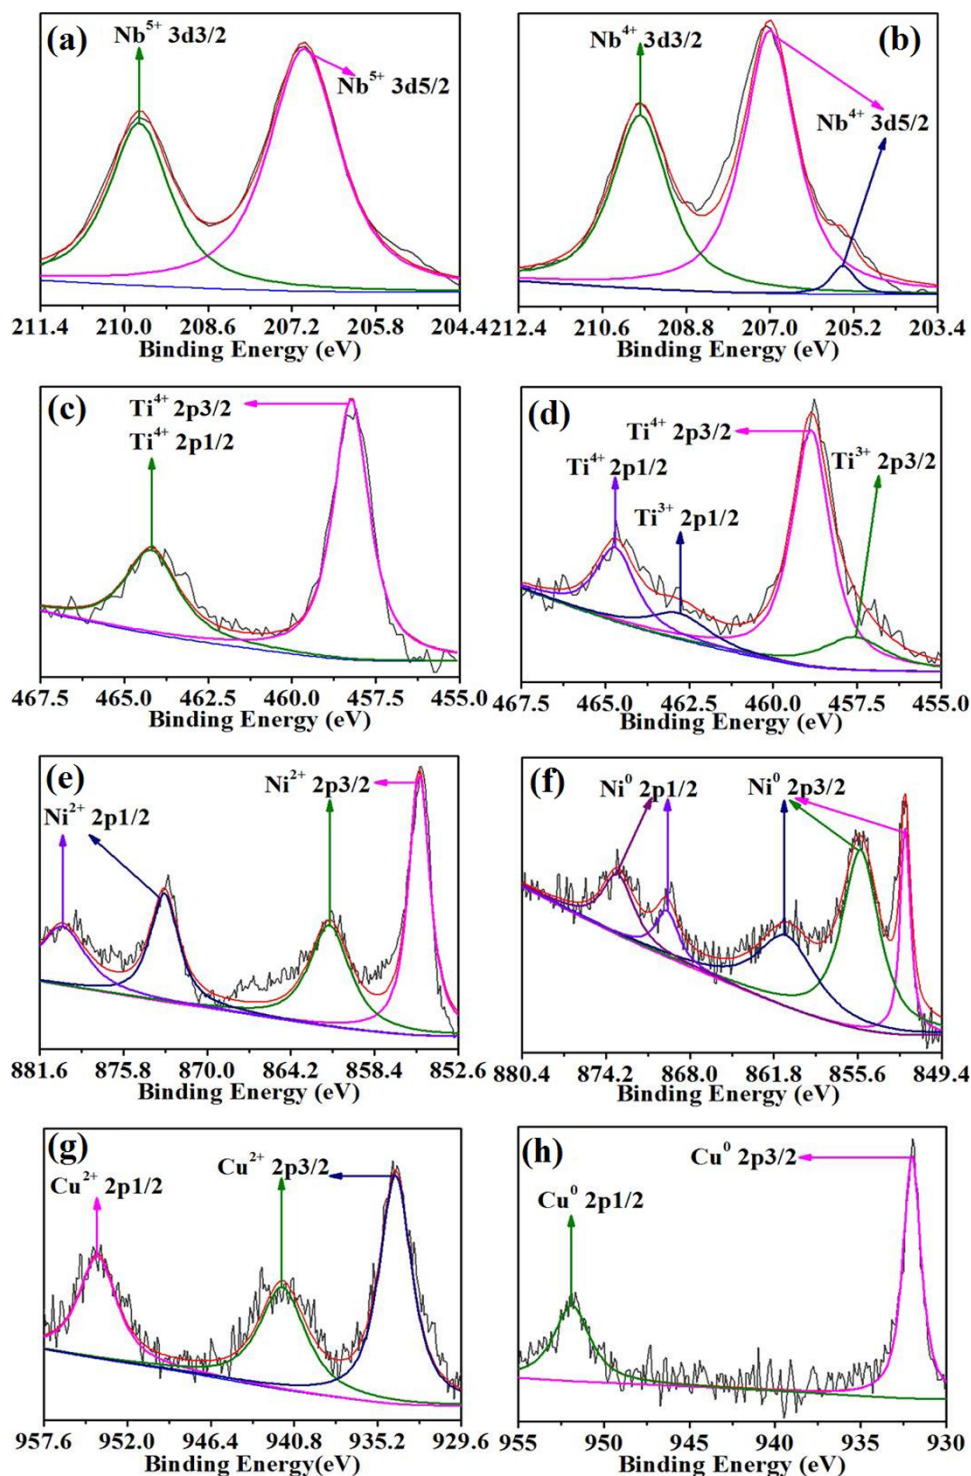 (a)
Nb⁵⁺ 3d3/2
Nb⁵⁺ 3d5/2
211.4 210.0 208.6 207.2 205.8 204.4
Binding Energy (eV)
(b)
Nb⁴⁺ 3d3/2
Nb⁴⁺ 3d5/2
212.4 210.6 208.8 207.0 205.2 203.4
Binding Energy (eV)
(c)
Ti⁴⁺ 2p3/2
Ti⁴⁺ 2p1/2
467.5 465.0 462.5 460.0 457.5 455.0
Binding Energy (eV)
(d)
Ti⁴⁺ 2p3/2
Ti³⁺ 2p3/2
Ti⁴⁺ 2p1/2
Ti³⁺ 2p1/2
467.5 465.0 462.5 460.0 457.5 455.0
Binding Energy (eV)
(e)
Ni²⁺ 2p3/2
Ni²⁺ 2p1/2
881.6 875.8 870.0 864.2 858.4 852.6
Binding Energy (eV)
(f)
Ni⁰ 2p1/2
Ni⁰ 2p3/2
880.4 874.2 868.0 861.8 855.6 849.4
Binding Energy (eV)
(g)
Cu²⁺ 2p3/2
Cu²⁺ 2p1/2
957.6 952.0 946.4 940.8 935.2 929.6
Binding Energy(eV)
(h)
Cu⁰ 2p3/2
Cu⁰ 2p1/2
955 950 945 940 935 930
Binding Energy (eV)